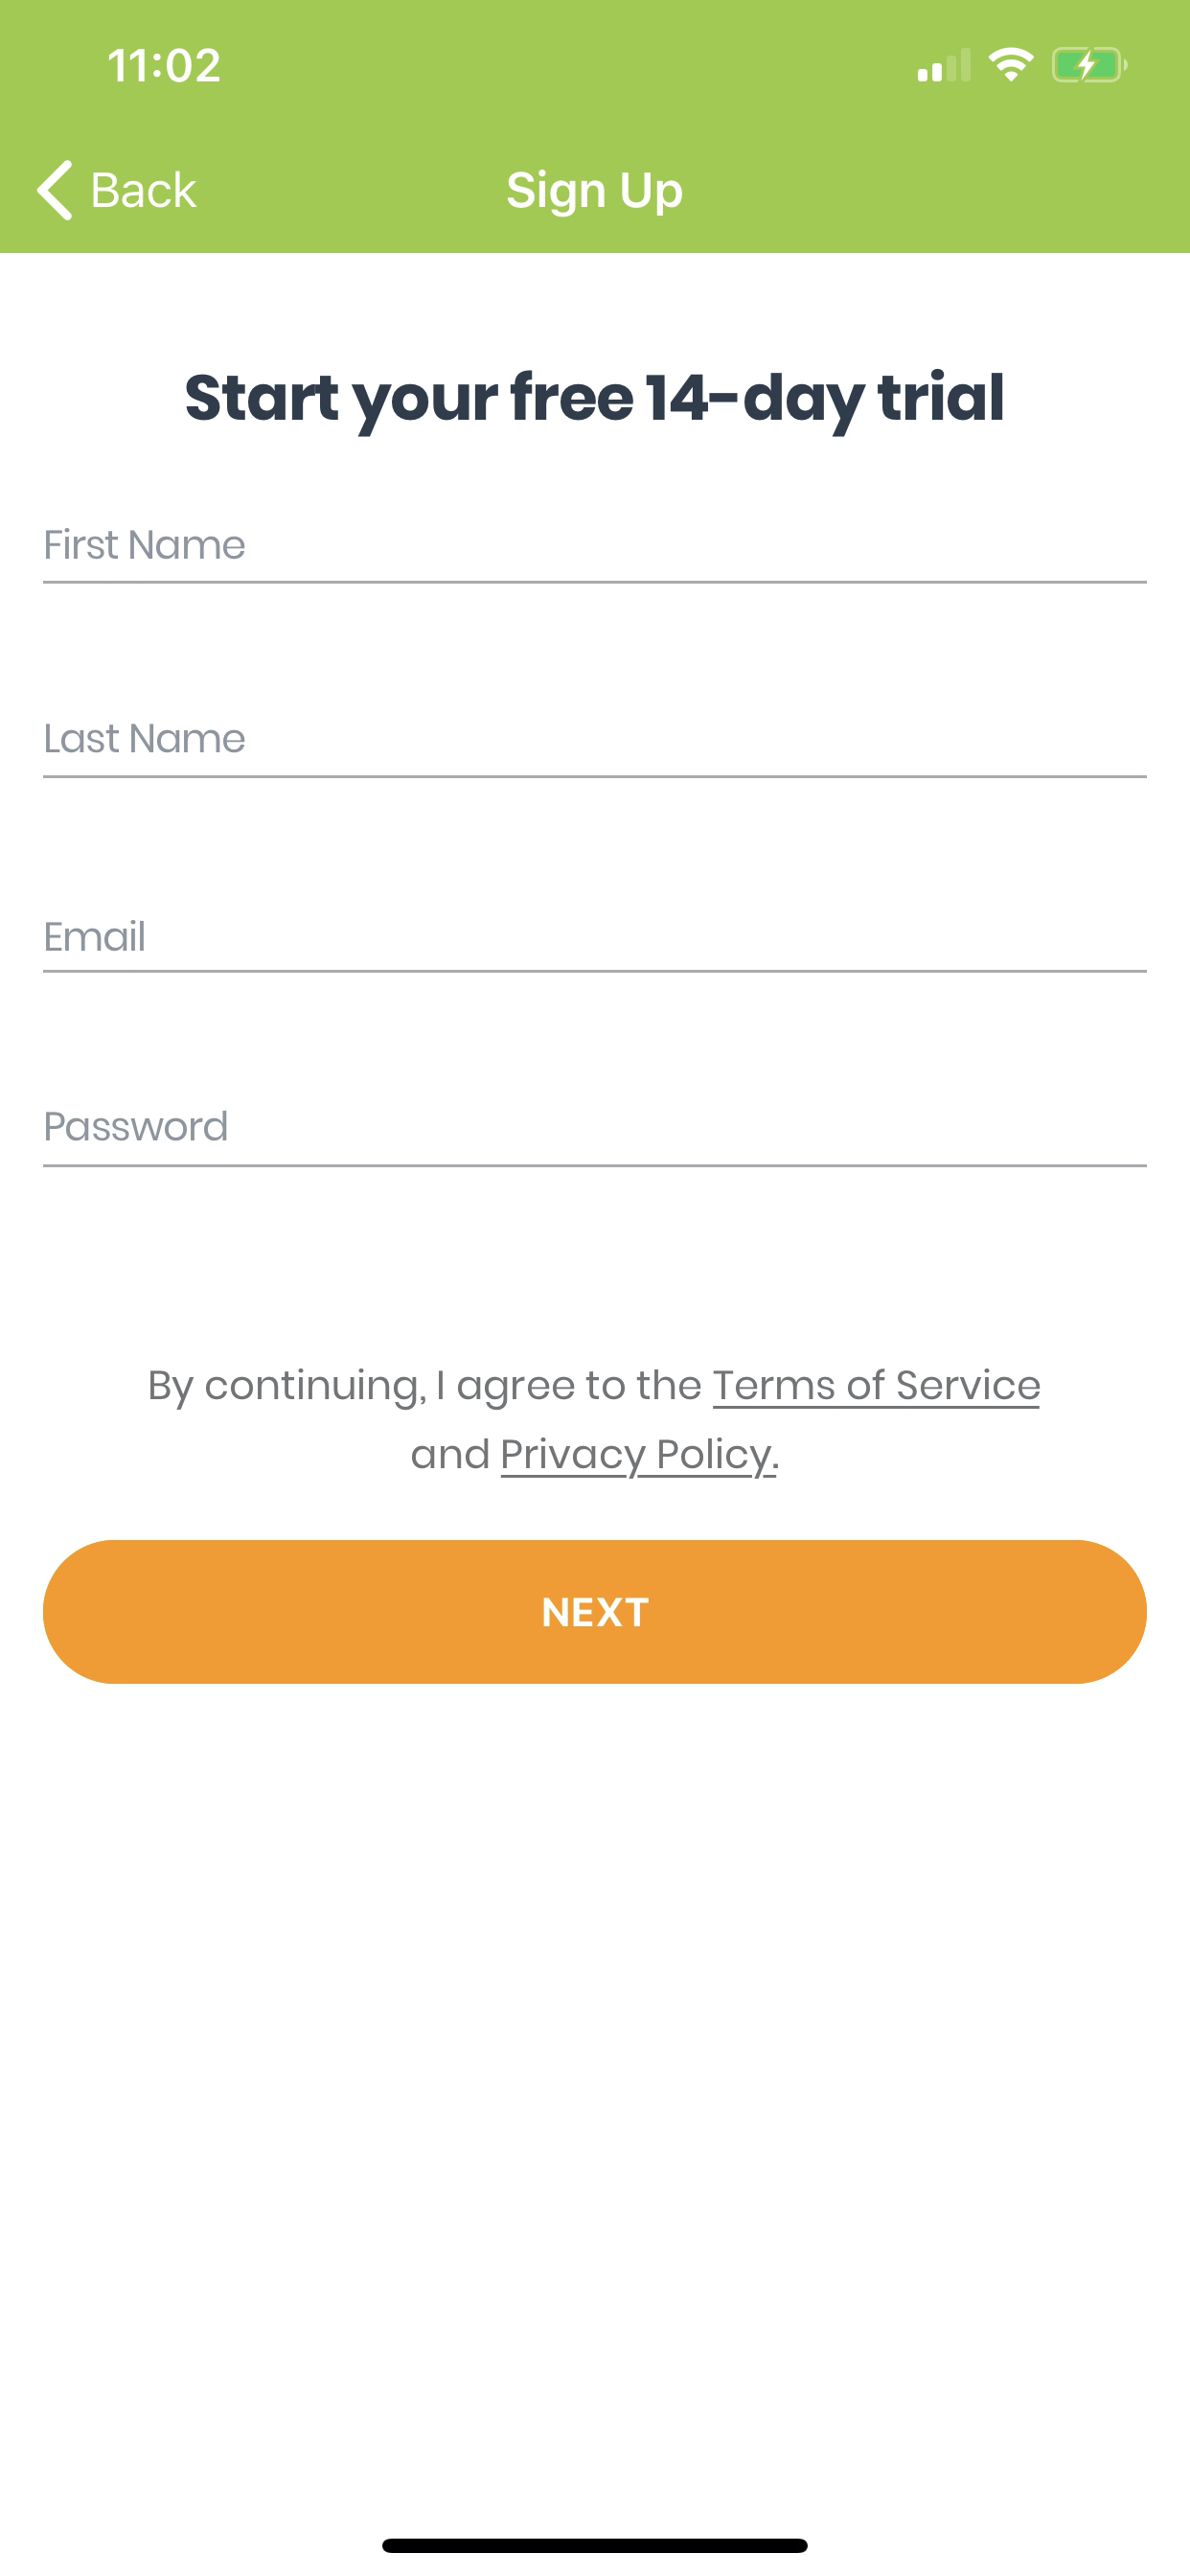 11:02
Back
Sign Up
Start your free 14-day trial
First Name
Last Name
Email
Password
By continuing, I agree to the Terms of Service
and Privacy Policy.
NEXT